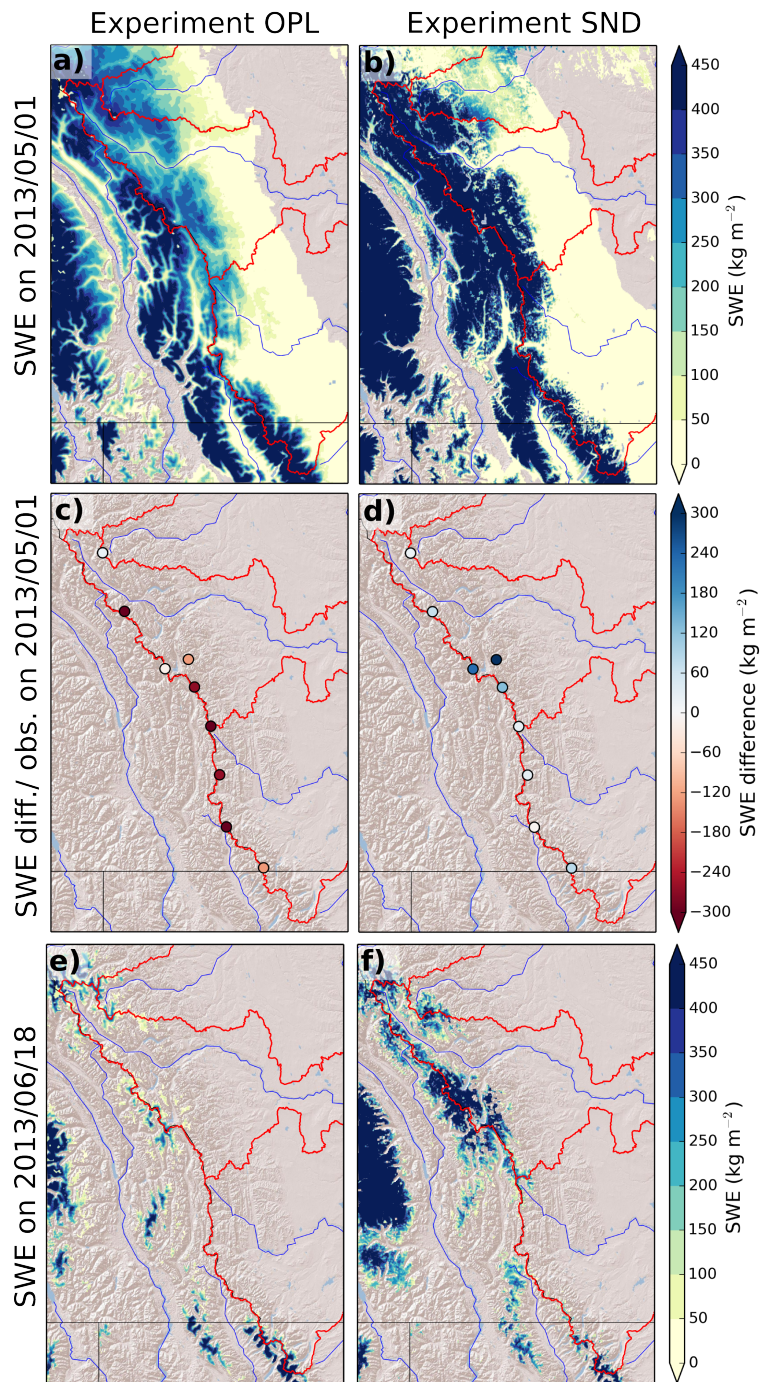 Experiment OPL
Experiment SND
SWE on 2013/05/01
a)
b)
450
400
350
300
250
200
150
100
50
0
SWE (kg m⁻²)
SWE diff./ obs. on 2013/05/01
c)
d)
300
240
180
120
60
0
−60
−120
−180
−240
−300
SWE difference (kg m⁻²)
SWE on 2013/06/18
e)
f)
450
400
350
300
250
200
150
100
50
0
SWE (kg m⁻²)